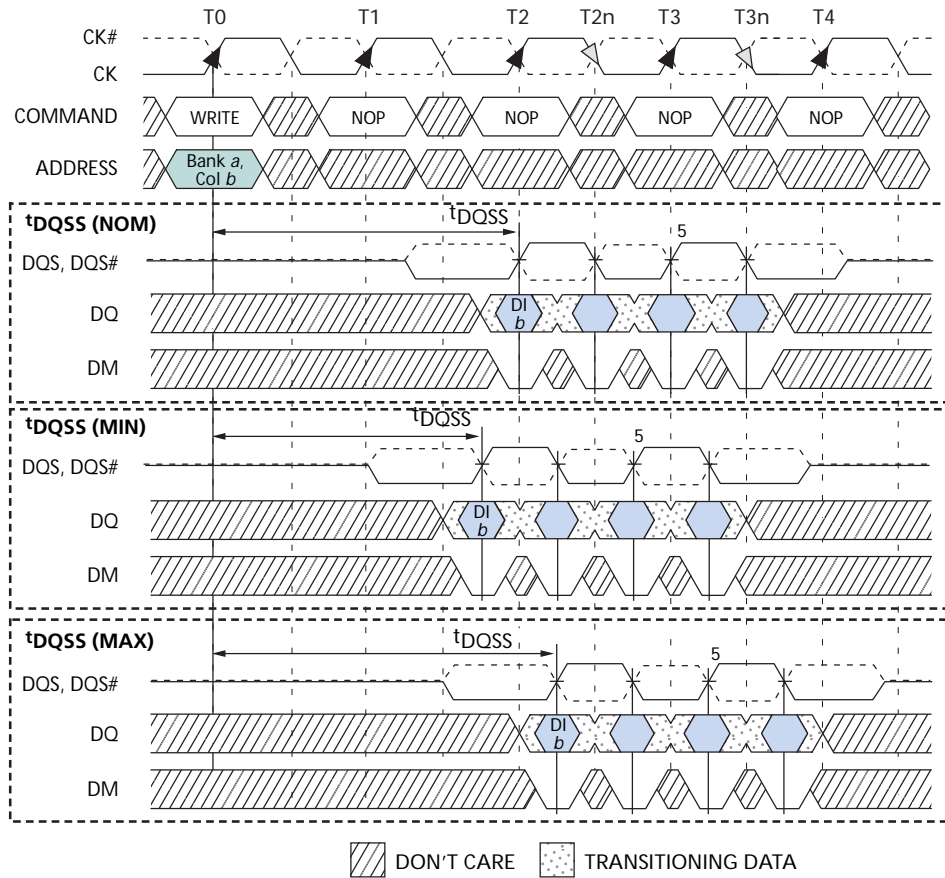 T0 T1 T2 T2n T3 T3n T4
CK#
CK
COMMAND WRITE NOP NOP NOP NOP
ADDRESS Bank a,
Col b
tDQSS (NOM) tDQSS
5
DQS, DQS#
DQ DI
b
DM
tDQSS (MIN) tDQSS
5
DQS, DQS#
DQ DI
b
DM
tDQSS (MAX) tDQSS
5
DQS, DQS#
DQ DI
b
DM
DON'T CARE TRANSITIONING DATA